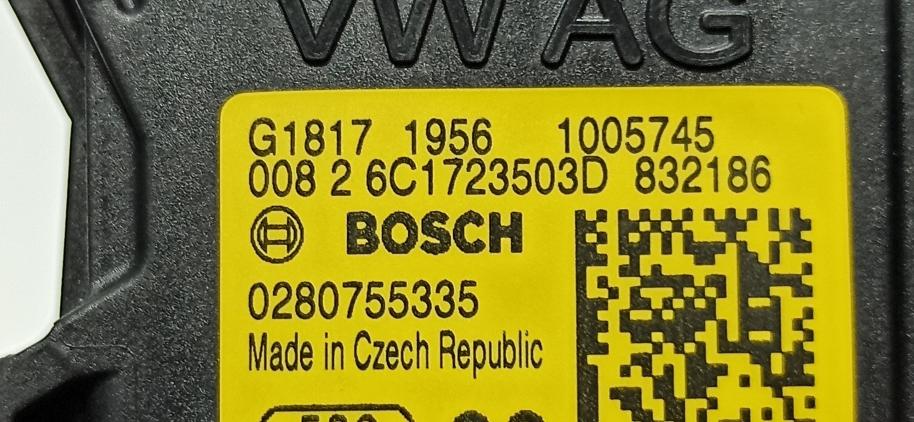 VW AG
G1817 1956 1005745
008 2 6C1723503D 832186
BOSCH
0280755335
Made in Czech Republic